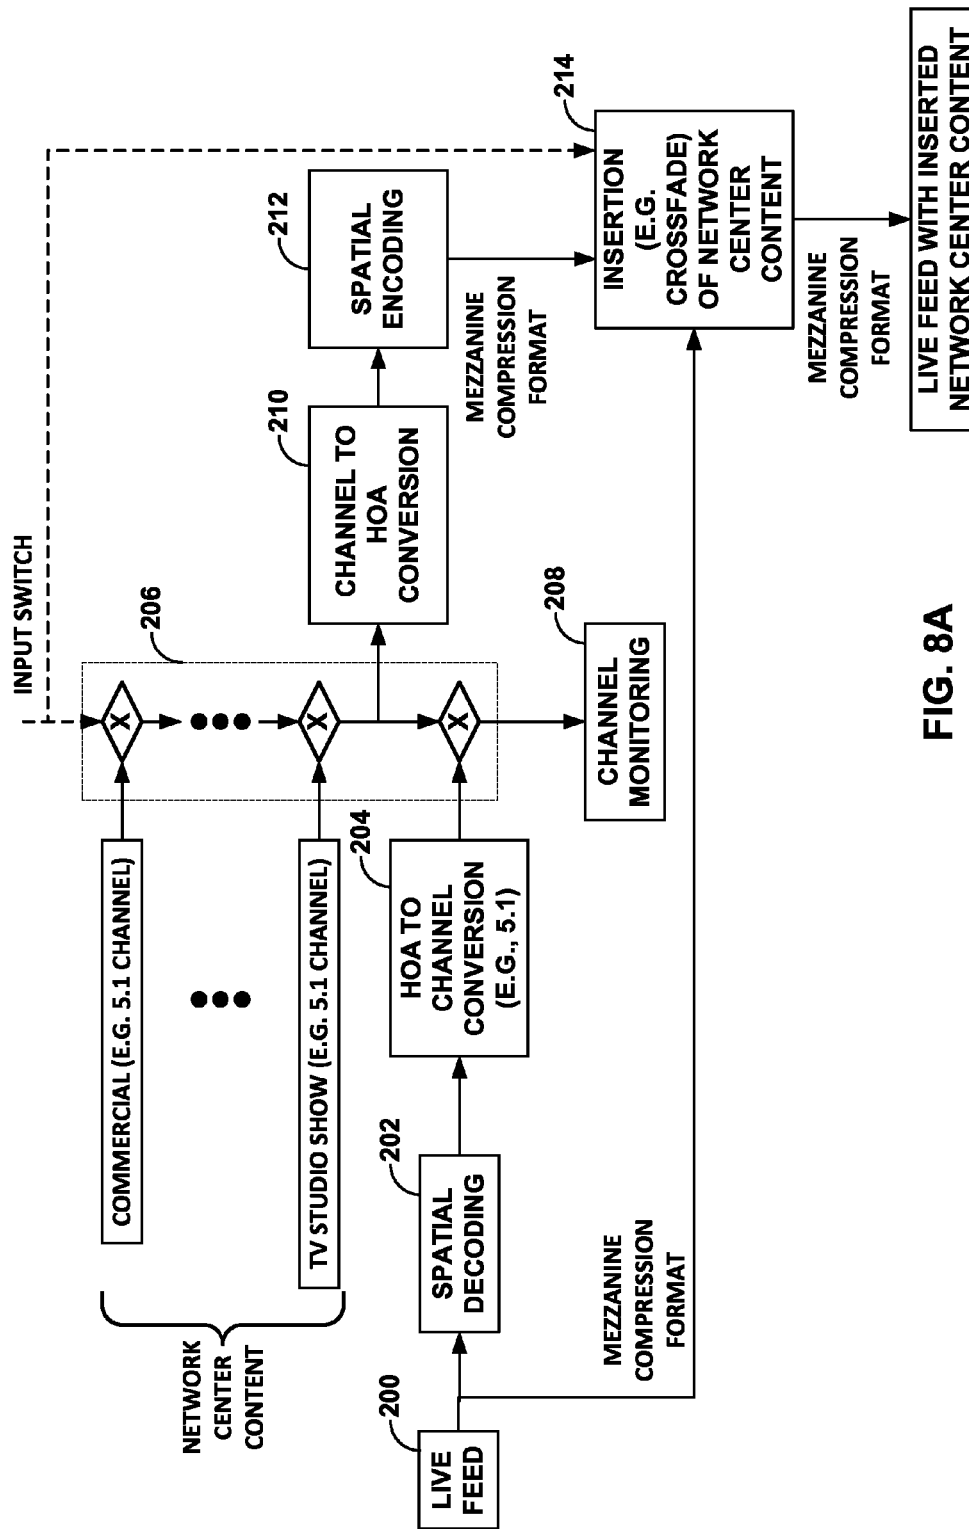 NETWORK
CENTER
CONTENT
COMMERCIAL (E.G. 5.1 CHANNEL)
TV STUDIO SHOW (E.G. 5.1 CHANNEL)
INPUT SWITCH
206
X
X
X
200
LIVE
FEED
202
SPATIAL
DECODING
204
HOA TO
CHANNEL
CONVERSION
(E.G., 5.1)
208
CHANNEL
MONITORING
210
CHANNEL TO
HOA
CONVERSION
212
SPATIAL
ENCODING
MEZZANINE
COMPRESSION
FORMAT
MEZZANINE
COMPRESSION
FORMAT
214
INSERTION
(E.G.
CROSSFADE)
OF NETWORK
CENTER
CONTENT
MEZZANINE
COMPRESSION
FORMAT
LIVE FEED WITH INSERTED
NETWORK CENTER CONTENT
FIG. 8A